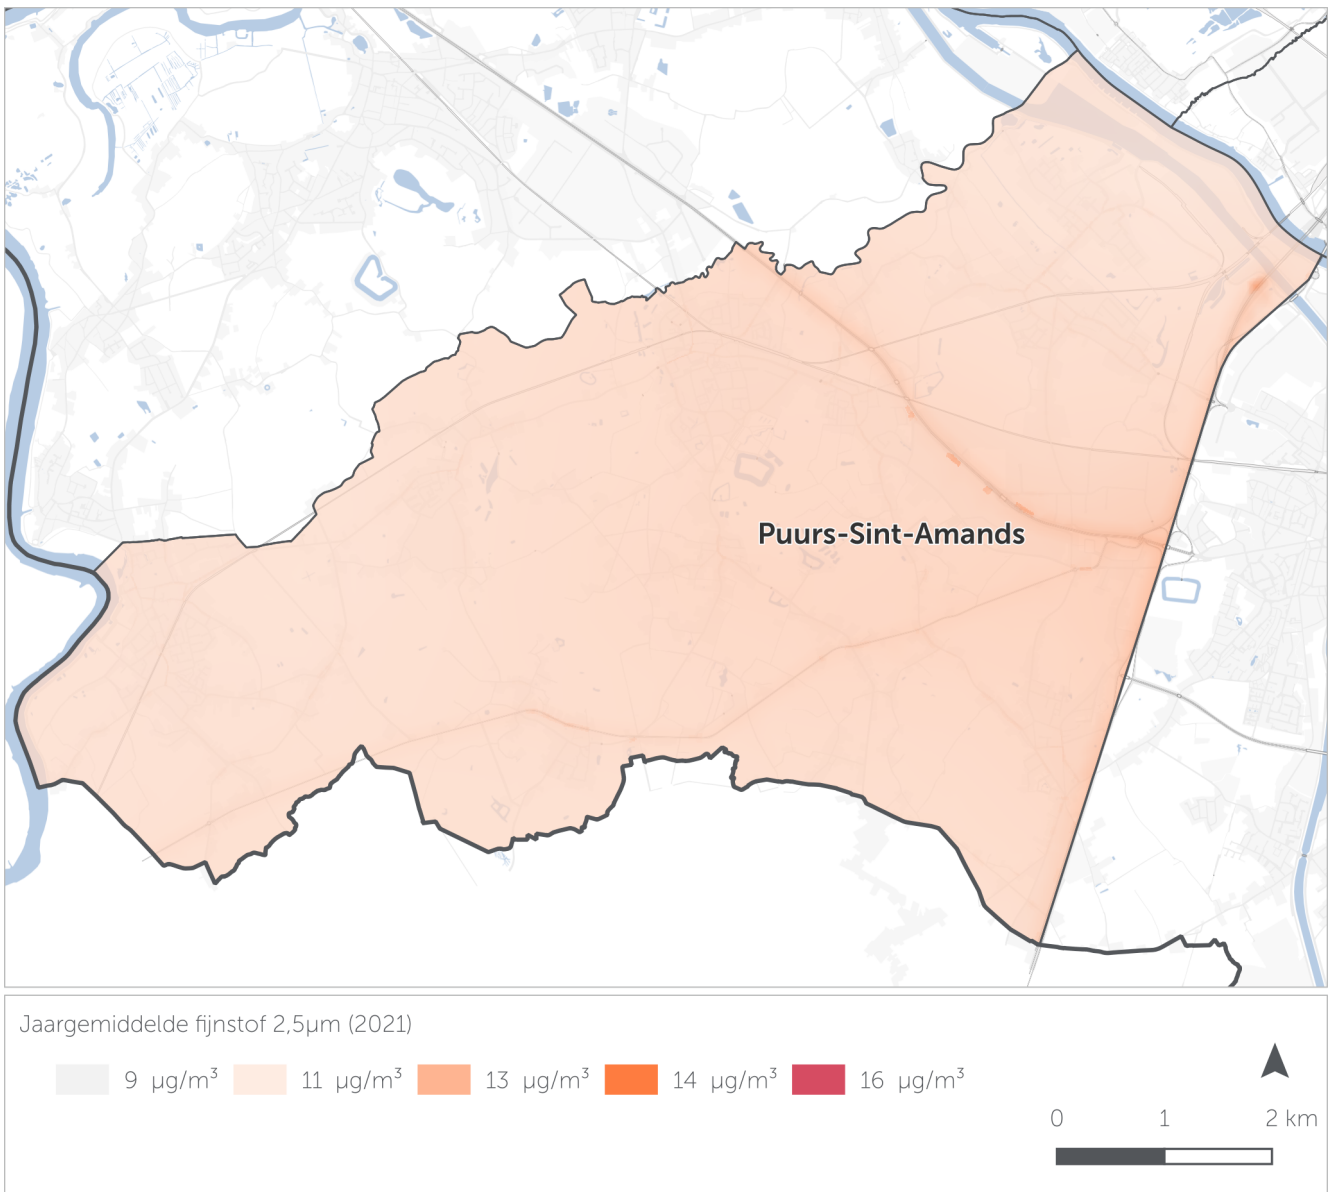 Puurs-Sint-Amands
Jaargemiddelde fijnstof 2,5µm (2021)
9 µg/m³ 11 µg/m³ 13 µg/m³ 14 µg/m³ 16 µg/m³
0 1 2 km